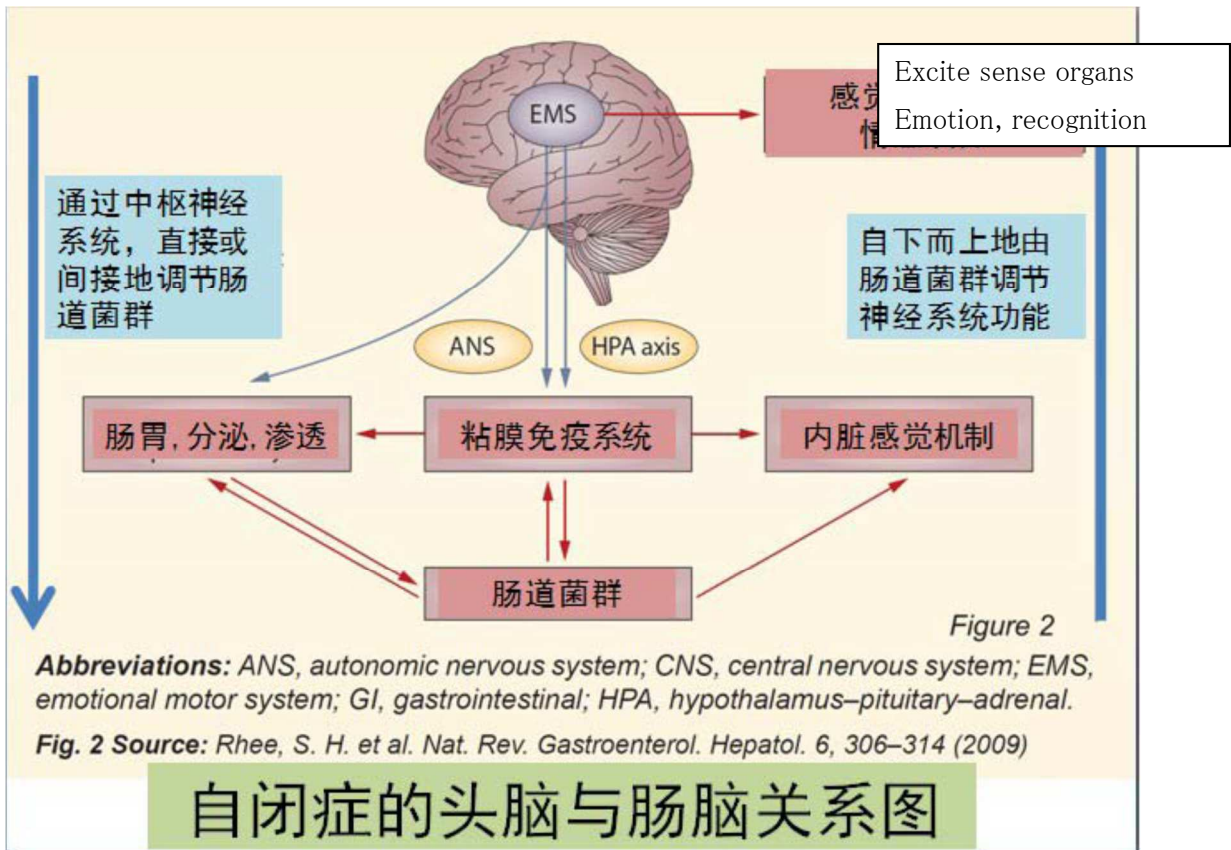 Excite sense organs
Emotion, recognition
感
EMS
通过中枢神经
系统，直接或
间接地调节肠
道菌群
自下而上地由
肠道菌群调节
神经系统功能
ANS
HPA axis
肠胃,分泌,渗透
粘膜免疫系统
内脏感觉机制
肠道菌群
Figure 2
Abbreviations: ANS, autonomic nervous system; CNS, central nervous system; EMS,
emotional motor system; GI, gastrointestinal; HPA, hypothalamus–pituitary–adrenal.
Fig. 2 Source: Rhee, S. H. et al. Nat. Rev. Gastroenterol. Hepatol. 6, 306–314 (2009)
自闭症的头脑与肠脑关系图